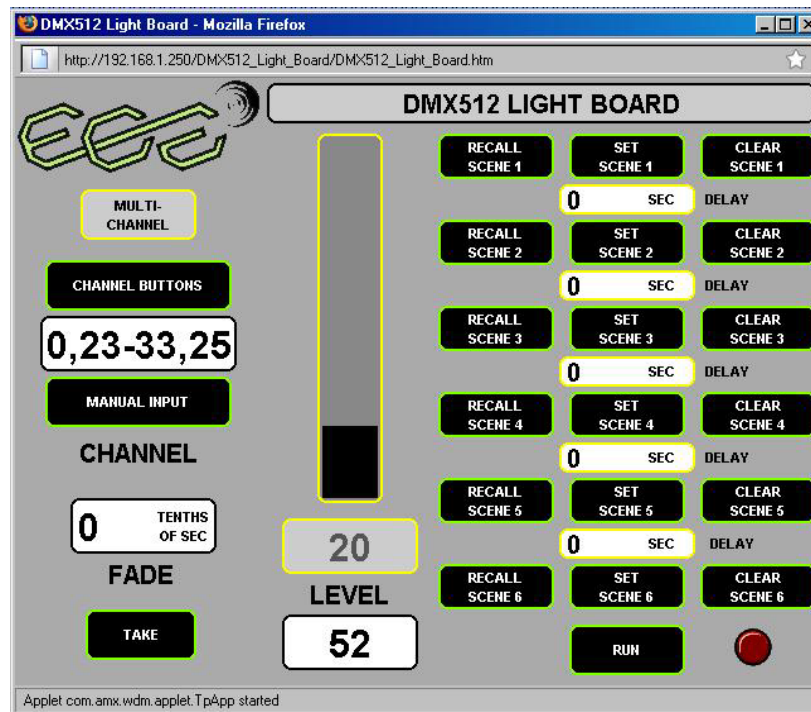 DMX512 Light Board - Mozilla Firefox
http://192.168.1.250/DMX512_Light_Board/DMX512_Light_Board.htm
ECS
DMX512 LIGHT BOARD
MULTI-
CHANNEL
CHANNEL BUTTONS
0,23-33,25
MANUAL INPUT
CHANNEL
0 TENTHS
OF SEC
FADE
TAKE
20
LEVEL
52
RECALL
SCENE 1
SET
SCENE 1
CLEAR
SCENE 1
0 SEC DELAY
RECALL
SCENE 2
SET
SCENE 2
CLEAR
SCENE 2
0 SEC DELAY
RECALL
SCENE 3
SET
SCENE 3
CLEAR
SCENE 3
0 SEC DELAY
RECALL
SCENE 4
SET
SCENE 4
CLEAR
SCENE 4
0 SEC DELAY
RECALL
SCENE 5
SET
SCENE 5
CLEAR
SCENE 5
0 SEC DELAY
RECALL
SCENE 6
SET
SCENE 6
CLEAR
SCENE 6
RUN
Applet com.amx.wdm.applet.TpApp started